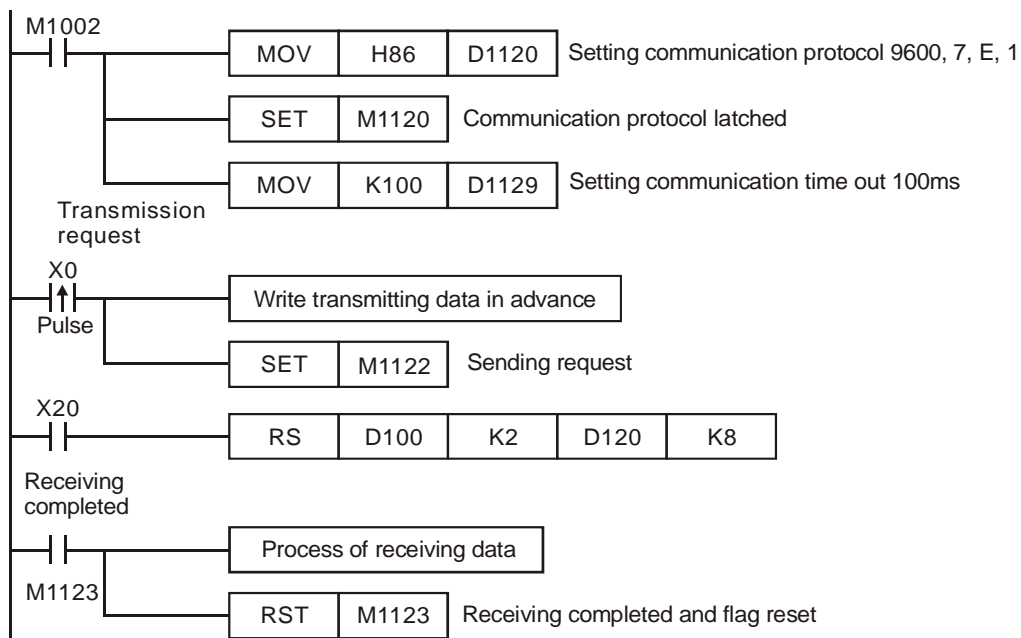 M1002
MOV H86 D1120 Setting communication protocol 9600, 7, E, 1
SET M1120 Communication protocol latched
MOV K100 D1129 Setting communication time out 100ms
Transmission
request
X0
Write transmitting data in advance
Pulse
SET M1122 Sending request
X20
RS D100 K2 D120 K8
Receiving
completed
Process of receiving data
M1123
RST M1123 Receiving completed and flag reset